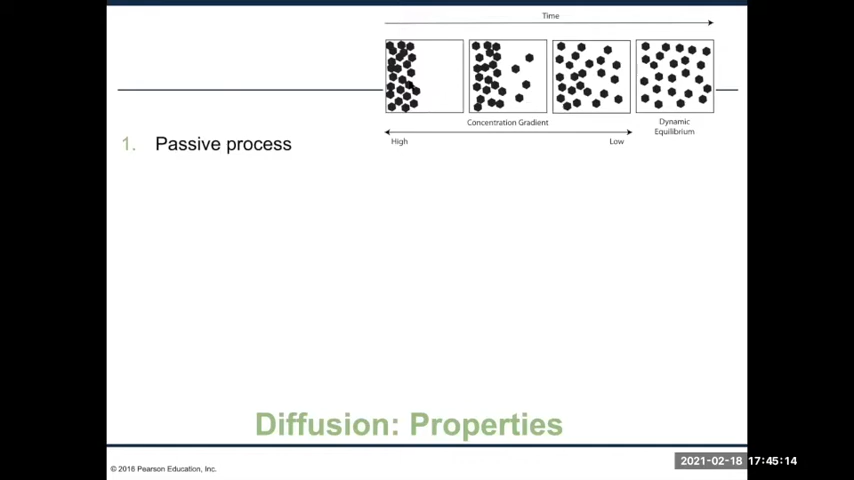 Time
Concentration Gradient
Dynamic
Equilibrium
High
Low
1. Passive process
Diffusion: Properties
© 2016 Pearson Education, Inc.
2021-02-18 17:45:14